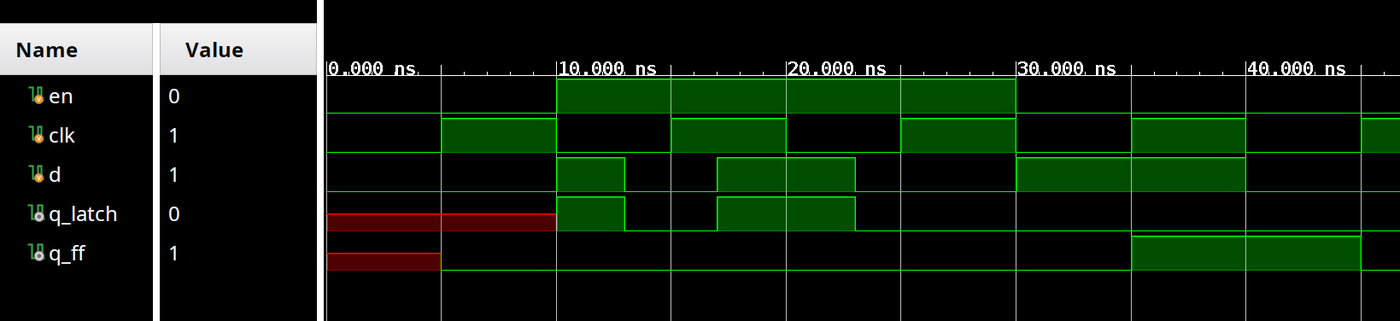 Name Value
0.000 ns 10.000 ns 20.000 ns 30.000 ns 40.000 ns
en 0
clk 1
d 1
q_latch 0
q_ff 1